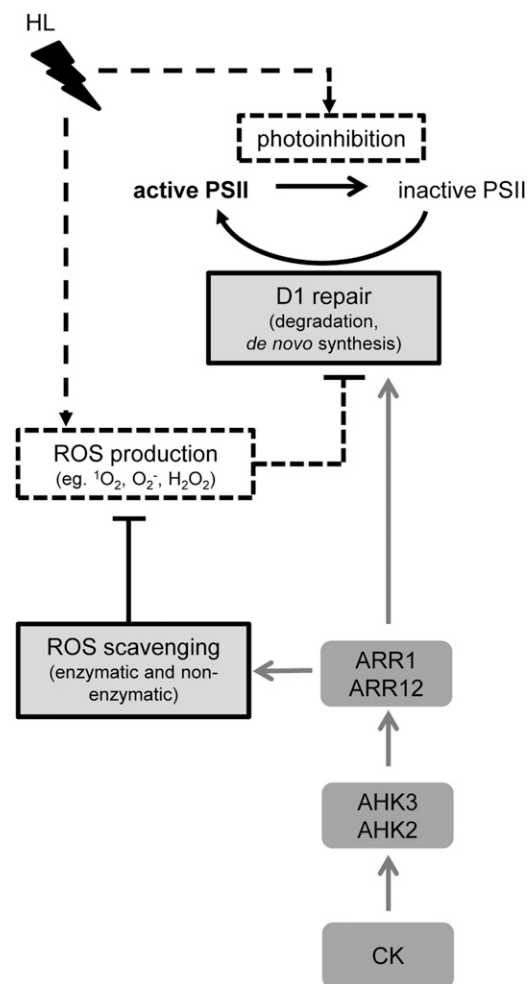 HL
photoinhibition
active PSII
inactive PSII
D1 repair
(degradation,
de novo synthesis)
ROS production
(eg. ¹O₂, O₂⁻, H₂O₂)
ROS scavenging
(enzymatic and non-
enzymatic)
ARR1
ARR12
AHK3
AHK2
CK